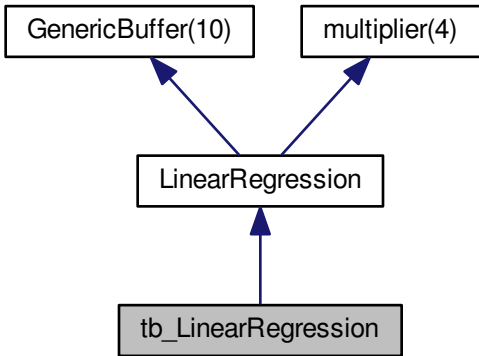 GenericBuffer(10)
multiplier(4)
LinearRegression
tb_LinearRegression